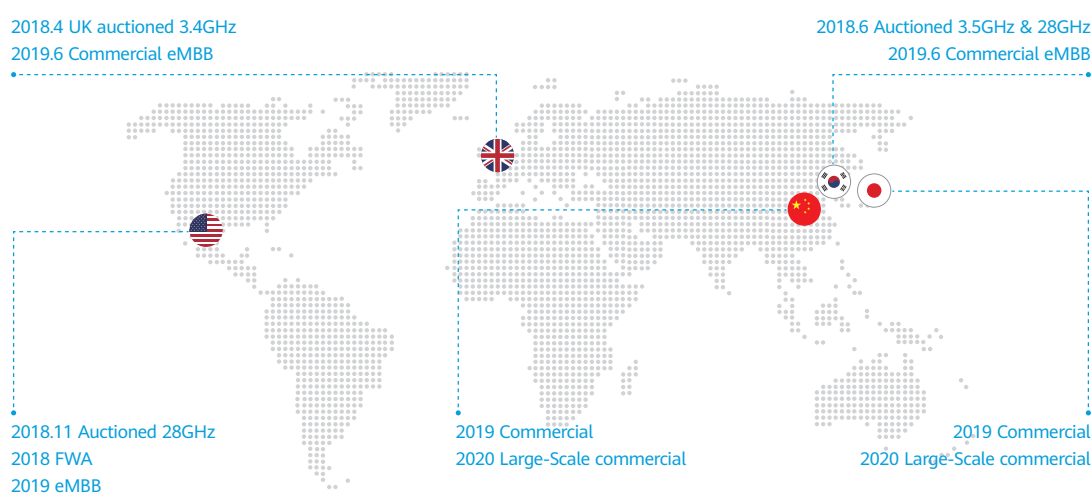 2018.4 UK auctioned 3.4GHz
2019.6 Commercial eMBB
2018.6 Auctioned 3.5GHz & 28GHz
2019.6 Commercial eMBB
2018.11 Auctioned 28GHz
2018 FWA
2019 eMBB
2019 Commercial
2020 Large-Scale commercial
2019 Commercial
2020 Large-Scale commercial